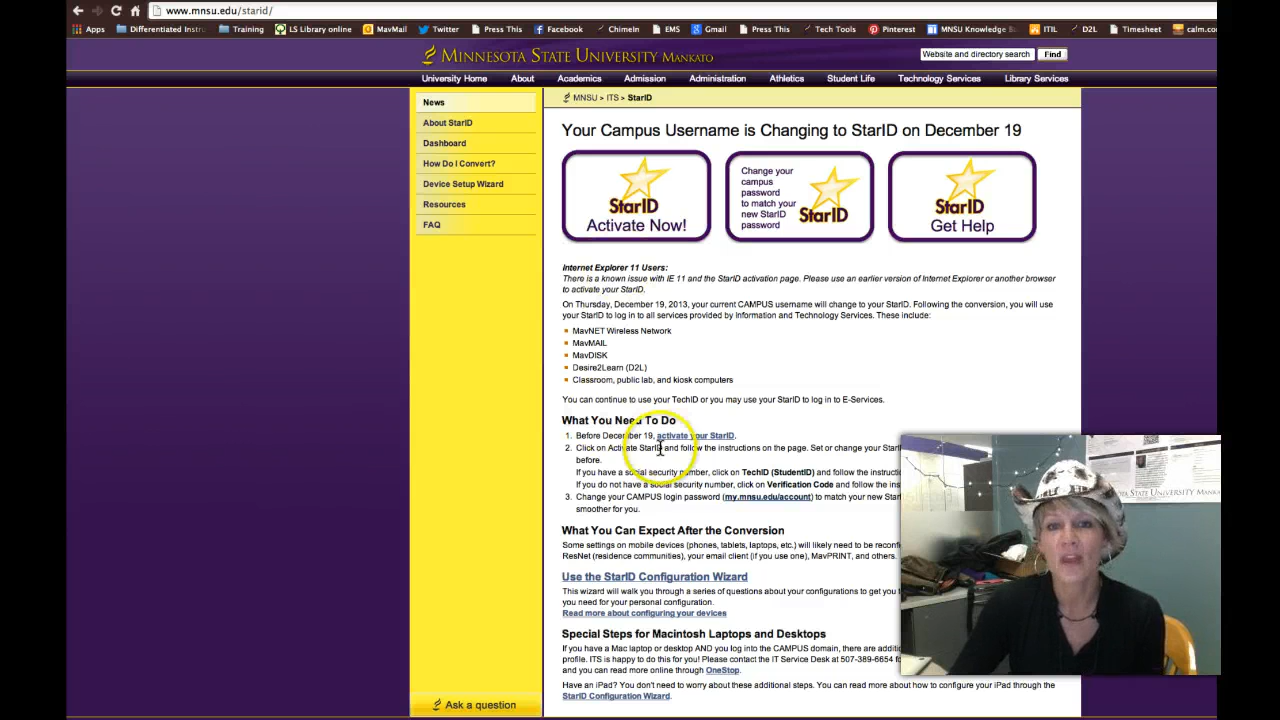 www.mnsu.edu/starid/
Apps Differentiated Instru Training LS Library online MavMail Twitter Press This Facebook ChimeIn EMS Gmail Press This Tech Tools Pinterest MNSU Knowledge ITIL D2L Timesheet calm.co
MINNESOTA STATE UNIVERSITY MANKATO
Website and directory search Find
University Home About Academics Admission Administration Athletics Student Life Technology Services Library Services
News
About StarID
Dashboard
How Do I Convert?
Device Setup Wizard
Resources
FAQ
Ask a question
MNSU > ITS > StarID
Your Campus Username is Changing to StarID on December 19
StarID
Activate Now!
Change your
campus
password
to match your
new StarID
password
StarID
StarID
Get Help
Internet Explorer 11 Users:
There is a known issue with IE 11 and the StarID activation page. Please use an earlier version of Internet Explorer or another browser
to activate your StarID.
On Thursday, December 19, 2013, your current CAMPUS username will change to your StarID. Following the conversion, you will use
your StarID to log in to all services provided by Information and Technology Services. These include:
MavNET Wireless Network
MavMAIL
MavDISK
Desire2Learn (D2L)
Classroom, public lab, and kiosk computers
You can continue to use your TechID or you may use your StarID to log in to E-Services.
What You Need To Do
1. Before December 19, activate your StarID.
2. Click on Activate StarID and follow the instructions on the page. Set or change your Star
before.
If you have a social security number, click on TechID (StudentID) and follow the instructi
If you do not have a social security number, click on Verification Code and follow the ins
3. Change your CAMPUS login password (my.mnsu.edu/account) to match your new Star
smoother for you.
What You Can Expect After the Conversion
Some settings on mobile devices (phones, tablets, laptops, etc.) will likely need to be reconf
ResNet (residence communities), your email client (if you use one), MavPRINT, and others.
Use the StarID Configuration Wizard
This wizard will walk you through a series of questions about your configurations to get you t
you need for your personal configuration.
Read more about configuring your devices
Special Steps for Macintosh Laptops and Desktops
If you have a Mac laptop or desktop AND you log into the CAMPUS domain, there are additio
profile. ITS is happy to do this for you! Please contact the IT Service Desk at 507-389-6654
and you can read more online through OneStop.
Have an iPad? You don't need to worry about these additional steps. You can read more about how to configure your iPad through the
StarID Configuration Wizard.
MINNESOTA STATE UNIVERSITY MANKATO